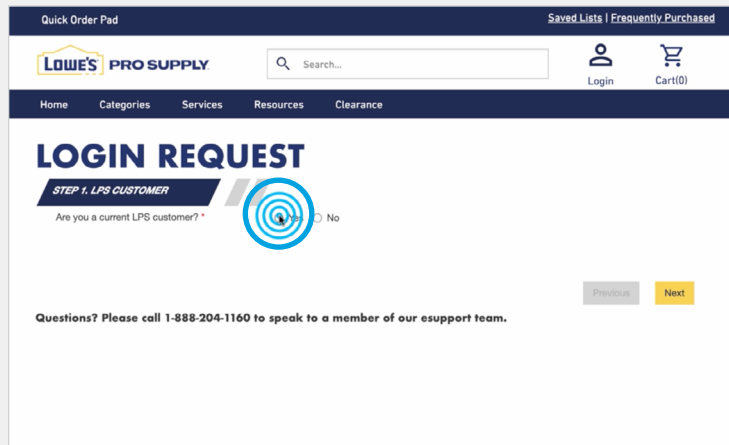 Quick Order Pad
Saved Lists | Frequently Purchased
LOWE'S PRO SUPPLY
Search...
Login
Cart(0)
Home Categories Services Resources Clearance
LOGIN REQUEST
STEP 1. LPS CUSTOMER
Are you a current LPS customer? * Yes No
Previous Next
Questions? Please call 1-888-204-1160 to speak to a member of our esupport team.